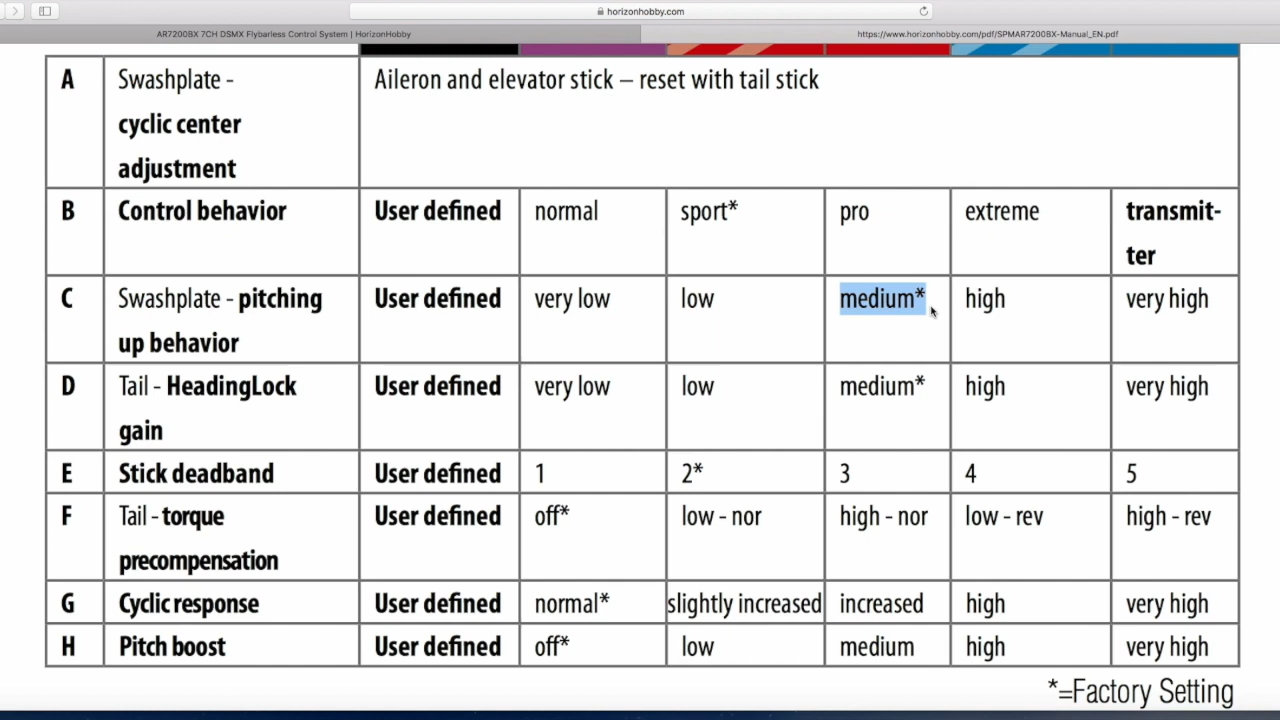 horizonhobby.com
AR7200BX 7CH DSMX Flybarless Control System | HorizonHobby
https://www.horizonhobby.com/pdf/SPMAR7200BX-Manual_EN.pdf
A Swashplate - Aileron and elevator stick – reset with tail stick
cyclic center
adjustment
B Control behavior User defined normal sport* pro extreme transmit-
ter
C Swashplate - pitching User defined very low low medium* high very high
up behavior
D Tail - HeadingLock User defined very low low medium* high very high
gain
E Stick deadband User defined 1 2* 3 4 5
F Tail - torque User defined off* low - nor high - nor low - rev high - rev
precompensation
G Cyclic response User defined normal* slightly increased increased high very high
H Pitch boost User defined off* low medium high very high
*=Factory Setting